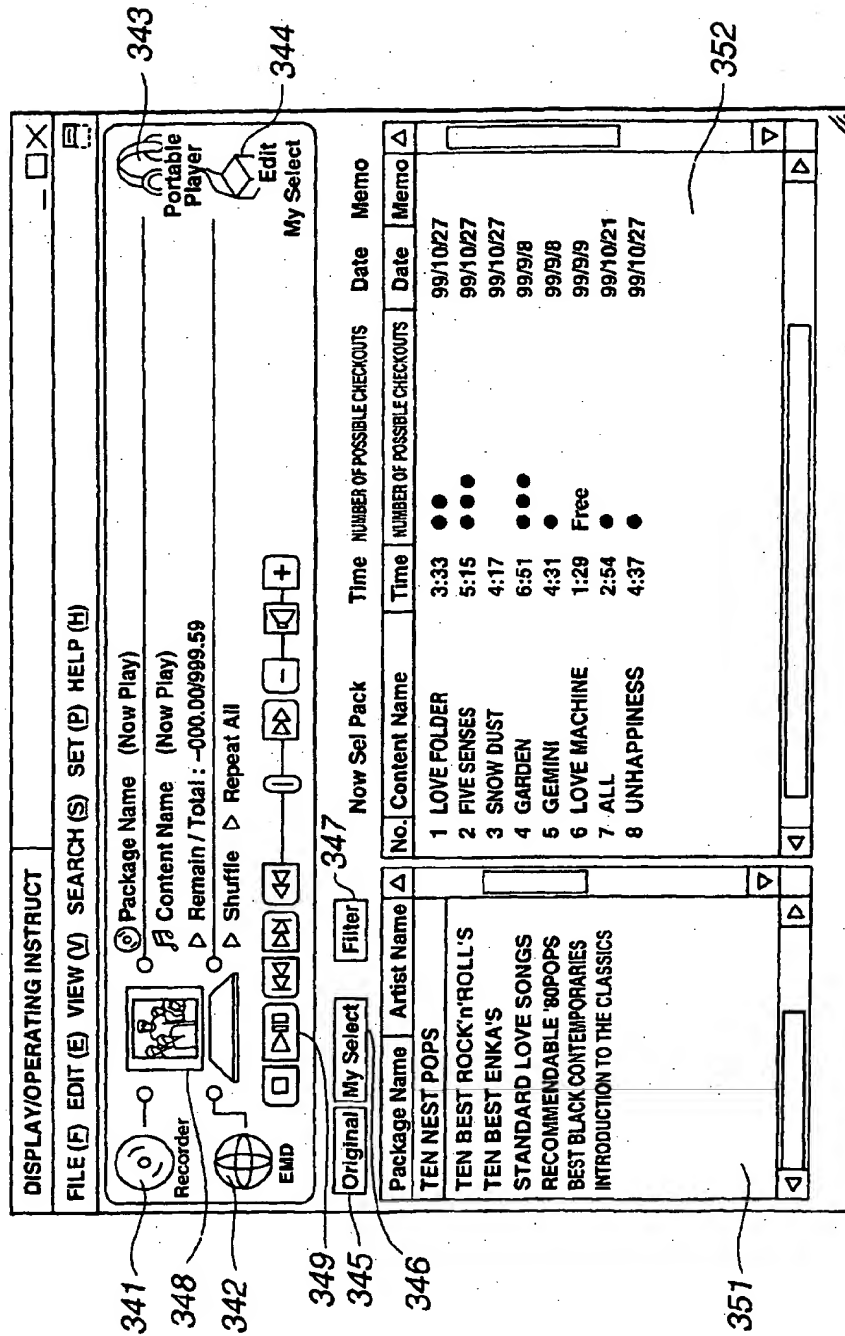 DISPLAY/OPERATING INSTRUCT
FILE (F) EDIT (E) VIEW (V) SEARCH (S) SET (P) HELP (H)
341
Recorder
348
342
EMD
Package Name (Now Play)
Content Name (Now Play)
Remain / Total : -000.00/999.59
Shuffle Repeat All
343
Portable Player
344
Edit
My Select
349
345
Original
My Select
346
Filter
347
Now Sel Pack Time NUMBER OF POSSIBLE CHECKOUTS Date Memo
Package Name Artist Name
TEN NEST POPS
TEN BEST ROCK'n'ROLL'S
TEN BEST ENKA'S
STANDARD LOVE SONGS
RECOMMENDABLE '80POPS
BEST BLACK CONTEMPORARIES
INTRODUCTION TO THE CLASSICS
351
No. Content Name Time NUMBER OF POSSIBLE CHECKOUTS Date Memo
1 LOVE FOLDER 3:33 ●● 99/10/27
2 FIVE SENSES 5:15 ●●● 99/10/27
3 SNOW DUST 4:17 99/10/27
4 GARDEN 6:51 ●●● 99/9/8
5 GEMINI 4:31 ● 99/9/8
6 LOVE MACHINE 1:29 Free 99/9/9
7 ALL 2:54 ● 99/10/21
8 UNHAPPINESS 4:37 ● 99/10/27
352